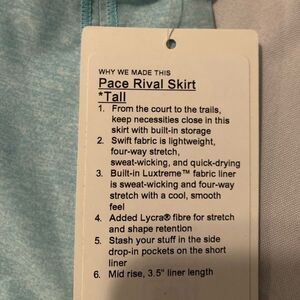 WHY WE MADE THIS
Pace Rival Skirt
*Tall
1. From the court to the trails,
keep necessities close in this
skirt with built-in storage
2. Swift fabric is lightweight,
four-way stretch,
sweat-wicking, and quick-drying
3. Built-in Luxtreme™ fabric liner
is sweat-wicking and four-way
stretch with a cool, smooth
feel
4. Added Lycra® fibre for stretch
and shape retention
5. Stash your stuff in the side
drop-in pockets on the short
liner
6. Mid rise, 3.5" liner length